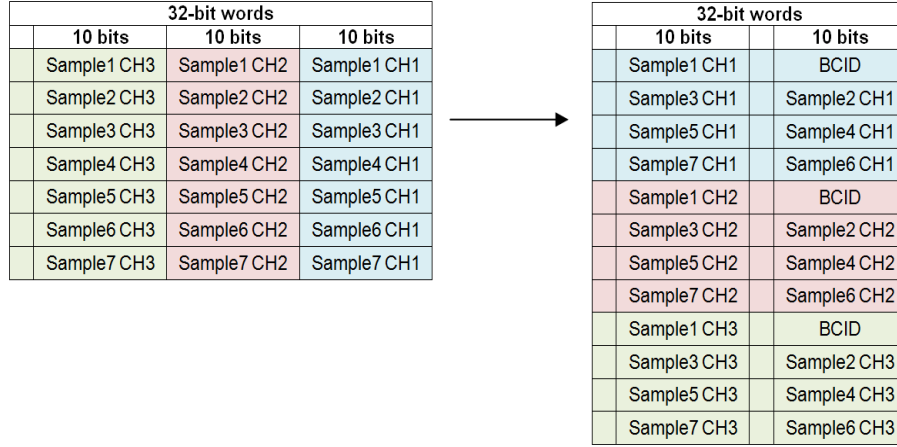 32-bit words
10 bits 10 bits 10 bits
Sample1 CH3 Sample1 CH2 Sample1 CH1
Sample2 CH3 Sample2 CH2 Sample2 CH1
Sample3 CH3 Sample3 CH2 Sample3 CH1
Sample4 CH3 Sample4 CH2 Sample4 CH1
Sample5 CH3 Sample5 CH2 Sample5 CH1
Sample6 CH3 Sample6 CH2 Sample6 CH1
Sample7 CH3 Sample7 CH2 Sample7 CH1
32-bit words
10 bits 10 bits
Sample1 CH1 BCID
Sample3 CH1 Sample2 CH1
Sample5 CH1 Sample4 CH1
Sample7 CH1 Sample6 CH1
Sample1 CH2 BCID
Sample3 CH2 Sample2 CH2
Sample5 CH2 Sample4 CH2
Sample7 CH2 Sample6 CH2
Sample1 CH3 BCID
Sample3 CH3 Sample2 CH3
Sample5 CH3 Sample4 CH3
Sample7 CH3 Sample6 CH3